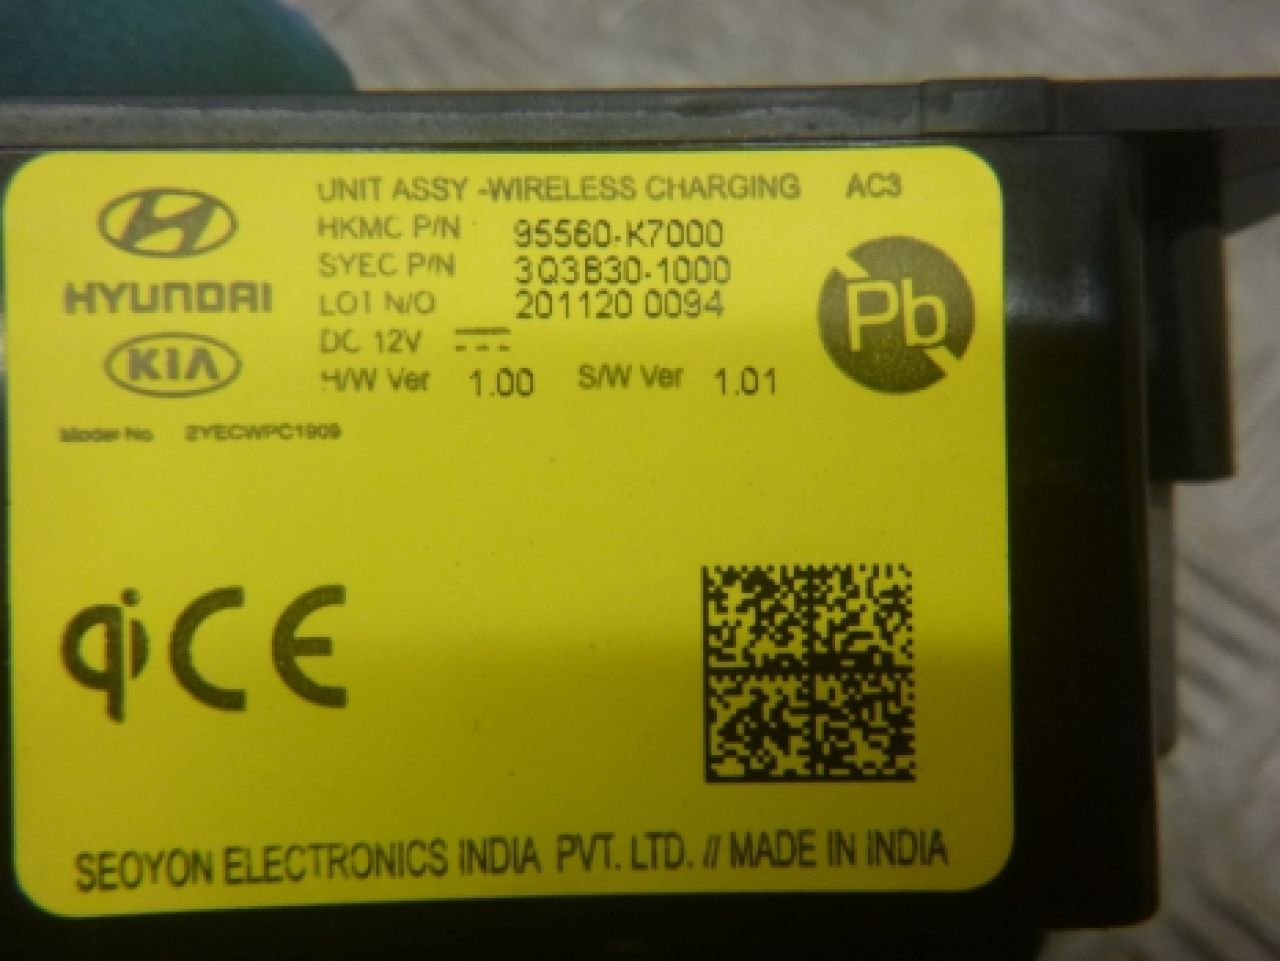 UNIT ASSY -WIRELESS CHARGING AC3
HYUNDAI
KIA
HKMC P/N 95560-K7000
SYEC P/N 3Q3B30-1000
LOT N/O 201120 0094
DC 12V
H/W Ver 1.00 S/W Ver 1.01
Pb
Model No SYECWPC1909
qi CE
SEOYON ELECTRONICS INDIA PVT. LTD. // MADE IN INDIA